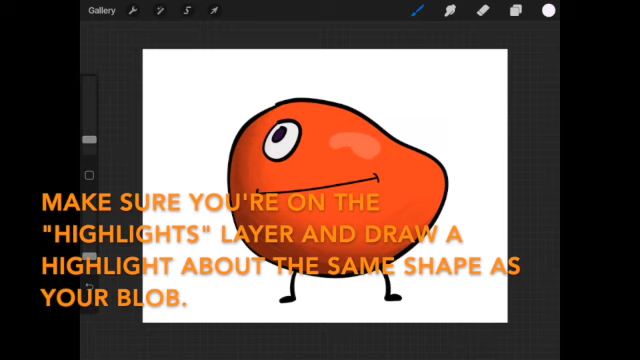 Gallery
MAKE SURE YOU'RE ON THE
"HIGHLIGHTS" LAYER AND DRAW A
HIGHLIGHT ABOUT THE SAME SHAPE AS
YOUR BLOB.